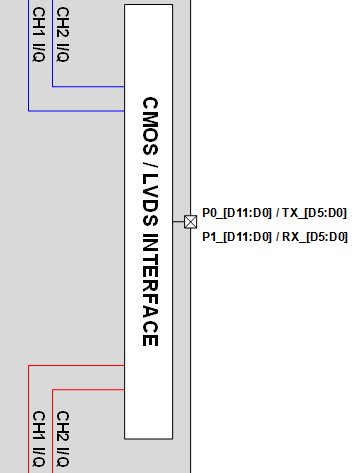 CH1 I/Q
CH2 I/Q
CMOS / LVDS INTERFACE
P0_[D11:D0] / TX_[D5:D0]
P1_[D11:D0] / RX_[D5:D0]
CH1 I/Q
CH2 I/Q